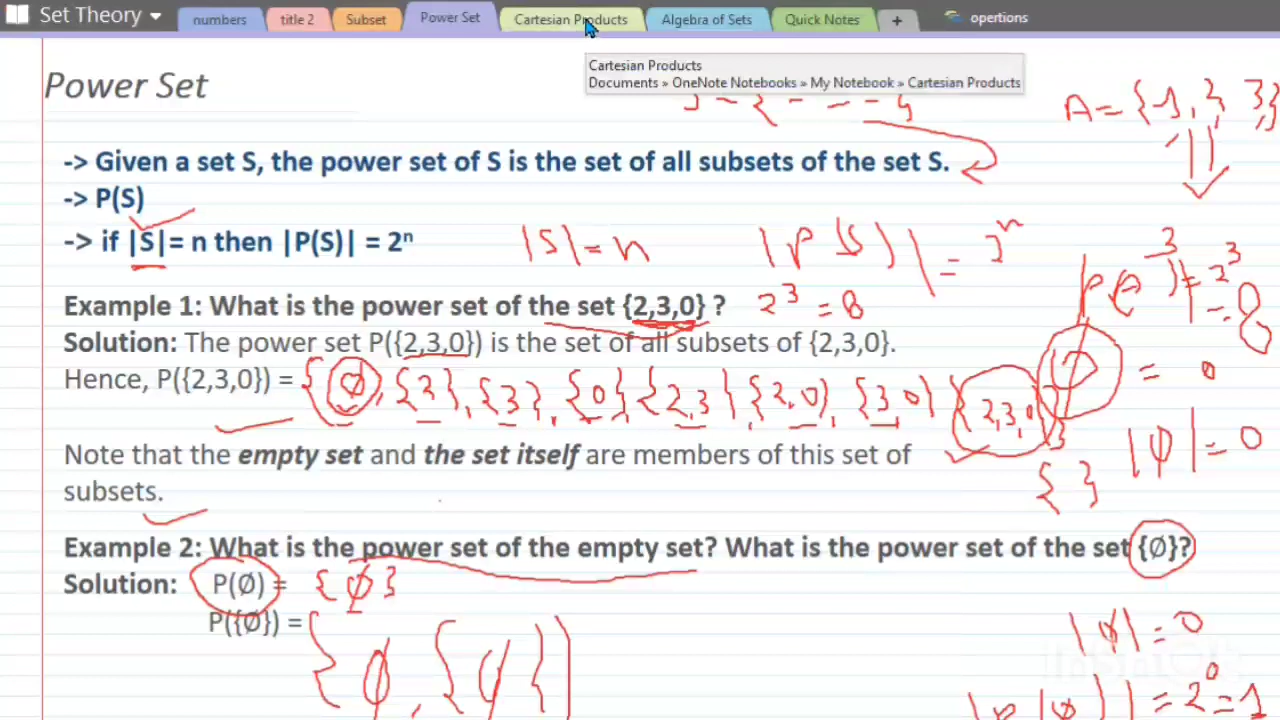 Set Theory
numbers title 2 Subset Power Set Cartesian Products Algebra of Sets Quick Notes + opertions
Cartesian Products
Documents » OneNote Notebooks » My Notebook » Cartesian Products
Power Set
A = {
-> Given a set S, the power set of S is the set of all subsets of the set S.
-> P(S)
-> if |S|= n then |P(S)| = 2ⁿ
|S| = n |P(S)| = 2ⁿ
Example 1: What is the power set of the set {2,3,0} ?
2³ = 8
Solution: The power set P({2,3,0}) is the set of all subsets of {2,3,0}.
Hence, P({2,3,0}) = { ∅, {2}, {3}, {0} {2,3}, {2,0}, {3,0} {2,3,0} }
= 0
|∅| = 0
Note that the empty set and the set itself are members of this set of
subsets.
{ }
Example 2: What is the power set of the empty set? What is the power set of the set {∅}?
Solution: P(∅) = {∅}
P({∅}) = { ∅, {∅}
|∅| = 0
= 2⁰ = 1